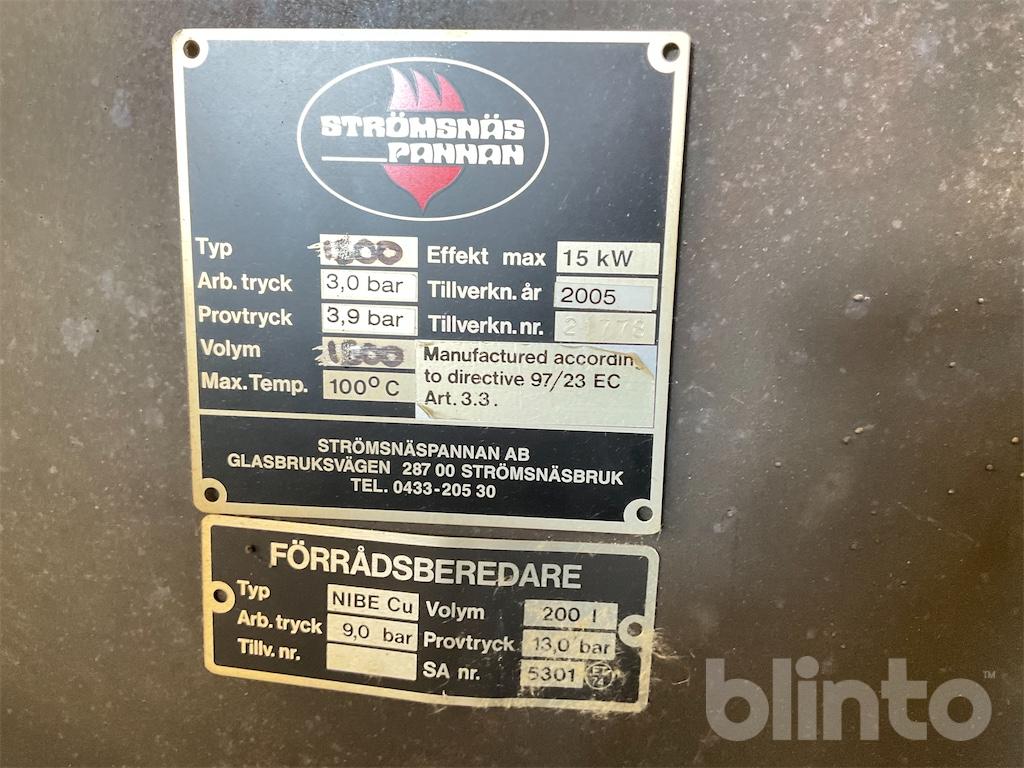 STRÖMSNÄS
PANNAN
Typ 1500 Effekt max 15 kW
Arb. tryck 3,0 bar Tillverkn. år 2005
Provtryck 3,9 bar Tillverkn. nr.
Volym 1500 Manufactured accordin
Max. Temp. 100°C to directive 97/23 EC
Art. 3.3.
STRÖMSNÄSPANNAN AB
GLASBRUKSVÄGEN 287 00 STRÖMSNÄSBRUK
TEL. 0433-205 30
FÖRRÅDSBEREDARE
Typ NIBE Cu Volym 200 l
Arb. tryck 9,0 bar Provtryck 13,0 bar
Tillv. nr. SA nr. 5301
blinto™